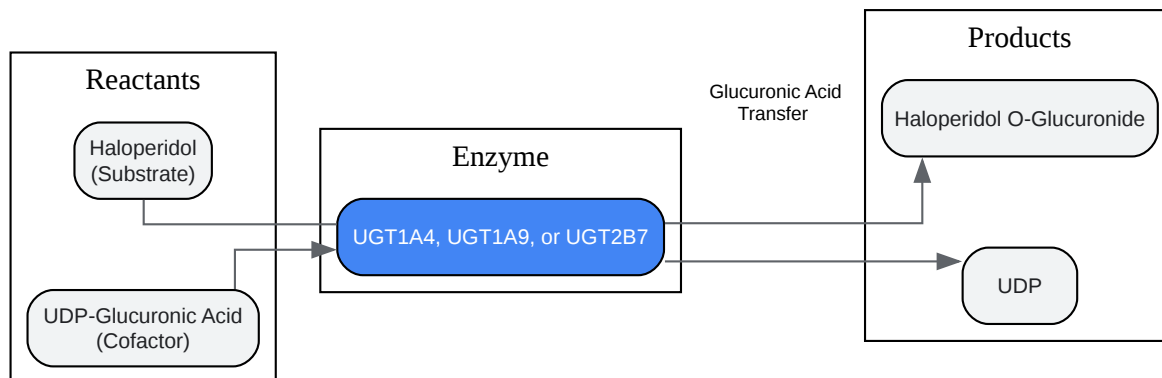 Reactants
Haloperidol
(Substrate)
UDP-Glucuronic Acid
(Cofactor)
Enzyme
UGT1A4, UGT1A9, or UGT2B7
Glucuronic Acid
Transfer
Products
Haloperidol O-Glucuronide
UDP